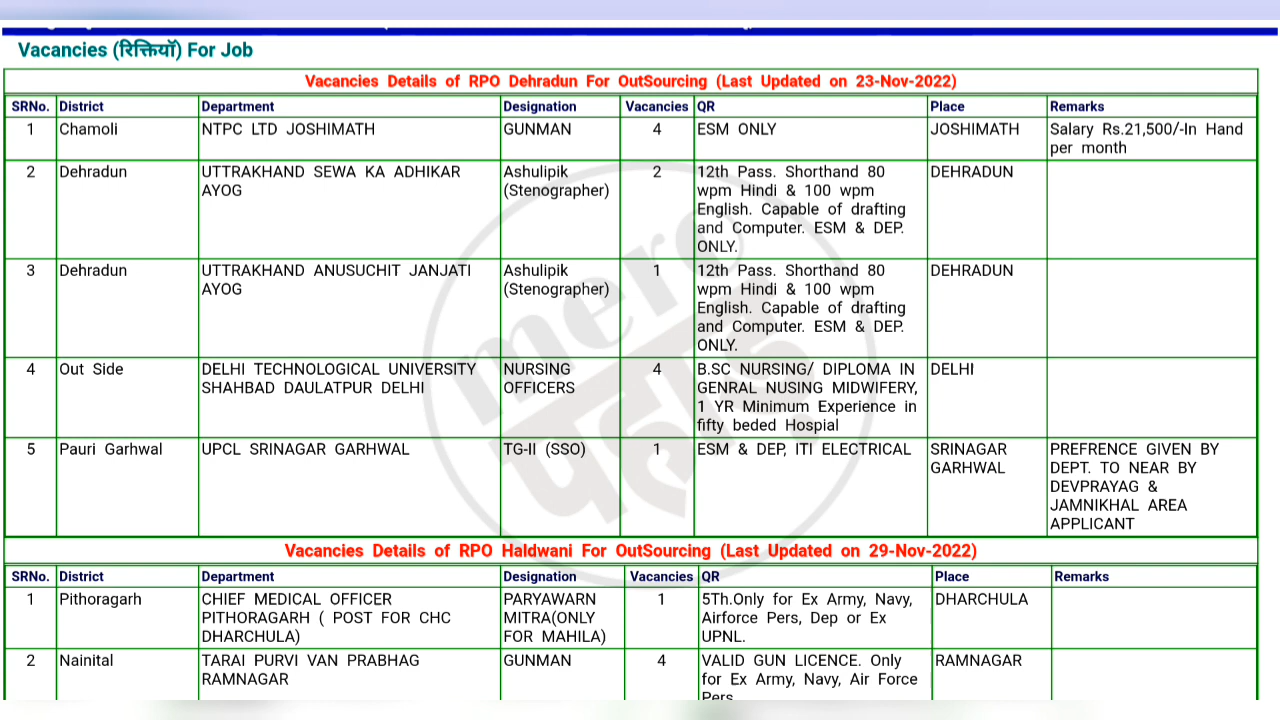 Vacancies (रिक्तियॉ) For Job
Vacancies Details of RPO Dehradun For OutSourcing (Last Updated on 23-Nov-2022)
SRNo. District Department Designation Vacancies QR Place Remarks
1 Chamoli NTPC LTD JOSHIMATH GUNMAN 4 ESM ONLY JOSHIMATH Salary Rs.21,500/-In Hand
per month
2 Dehradun UTTRAKHAND SEWA KA ADHIKAR Ashulipik 2 12th Pass. Shorthand 80 DEHRADUN
AYOG (Stenographer) wpm Hindi & 100 wpm
English. Capable of drafting
and Computer. ESM & DEP.
ONLY.
3 Dehradun UTTRAKHAND ANUSUCHIT JANJATI Ashulipik 1 12th Pass. Shorthand 80 DEHRADUN
AYOG (Stenographer) wpm Hindi & 100 wpm
English. Capable of drafting
and Computer. ESM & DEP.
ONLY.
4 Out Side DELHI TECHNOLOGICAL UNIVERSITY NURSING 4 B.SC NURSING/ DIPLOMA IN DELHI
SHAHBAD DAULATPUR DELHI OFFICERS GENRAL NUSING MIDWIFERY,
1 YR Minimum Experience in
fifty beded Hospial
5 Pauri Garhwal UPCL SRINAGAR GARHWAL TG-II (SSO) 1 ESM & DEP, ITI ELECTRICAL SRINAGAR PREFRENCE GIVEN BY
GARHWAL DEPT. TO NEAR BY
DEVPRAYAG &
JAMNIKHAL AREA
APPLICANT
Vacancies Details of RPO Haldwani For OutSourcing (Last Updated on 29-Nov-2022)
SRNo. District Department Designation Vacancies QR Place Remarks
1 Pithoragarh CHIEF MEDICAL OFFICER PARYAWARN 1 5Th.Only for Ex Army, Navy, DHARCHULA
PITHORAGARH ( POST FOR CHC MITRA(ONLY Airforce Pers, Dep or Ex
DHARCHULA) FOR MAHILA) UPNL.
2 Nainital TARAI PURVI VAN PRABHAG GUNMAN 4 VALID GUN LICENCE. Only RAMNAGAR
RAMNAGAR for Ex Army, Navy, Air Force
Pers
mere
पहाड़